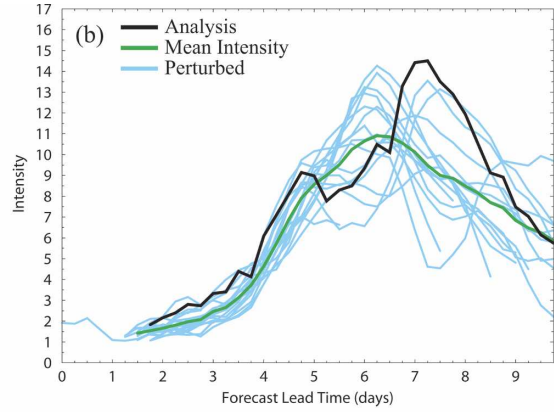 (b)
Analysis
Mean Intensity
Perturbed
Intensity
17
16
15
14
13
12
11
10
9
8
7
6
5
4
3
2
1
0
0 1 2 3 4 5 6 7 8 9
Forecast Lead Time (days)